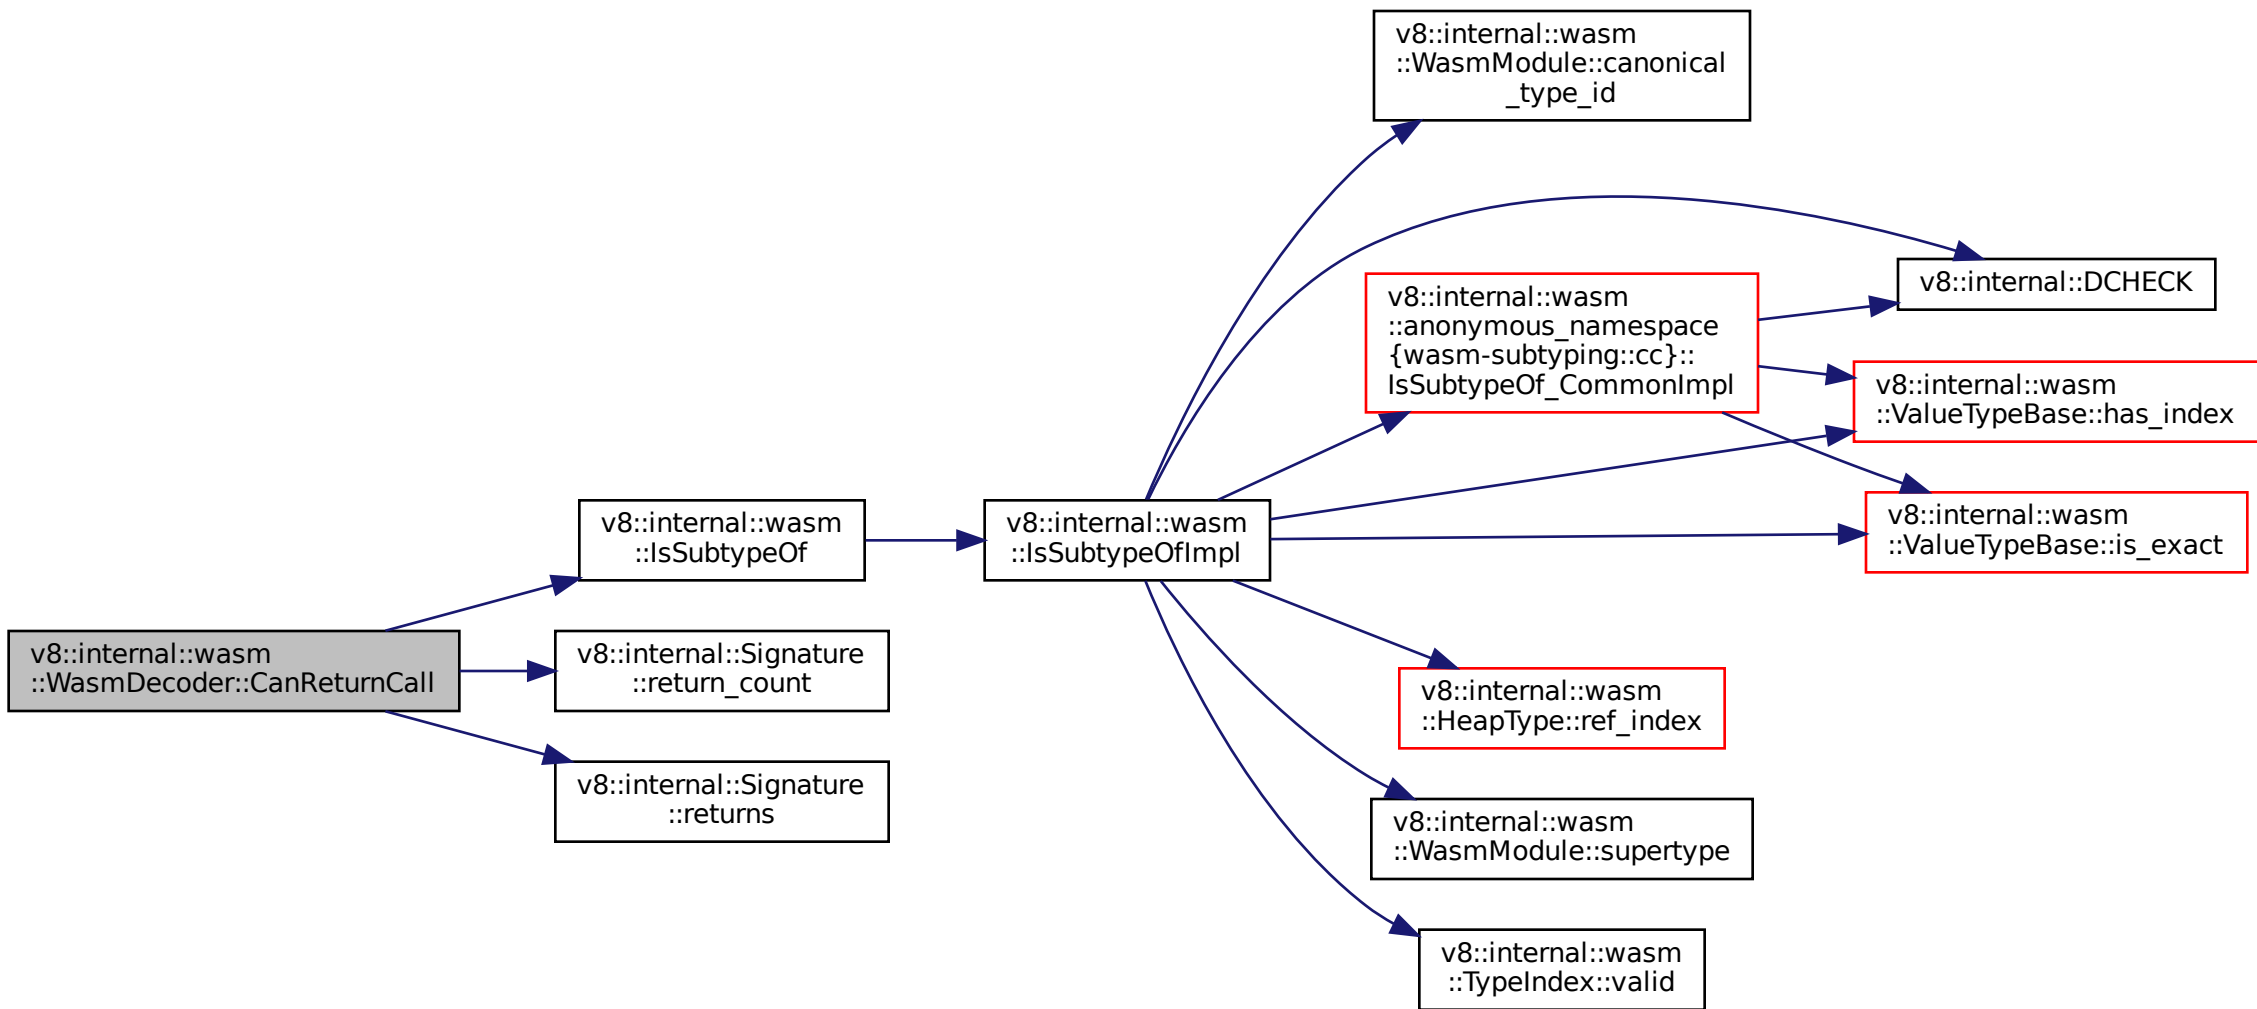 v8::internal::wasm
::WasmDecoder::CanReturnCall
v8::internal::wasm
::IsSubtypeOf
v8::internal::Signature
::return_count
v8::internal::Signature
::returns
v8::internal::wasm
::IsSubtypeOfImpl
v8::internal::wasm
::WasmModule::canonical
_type_id
v8::internal::wasm
::anonymous_namespace
{wasm-subtyping::cc}::
IsSubtypeOf_CommonImpl
v8::internal::DCHECK
v8::internal::wasm
::ValueTypeBase::has_index
v8::internal::wasm
::ValueTypeBase::is_exact
v8::internal::wasm
::HeapType::ref_index
v8::internal::wasm
::WasmModule::supertype
v8::internal::wasm
::TypeIndex::valid